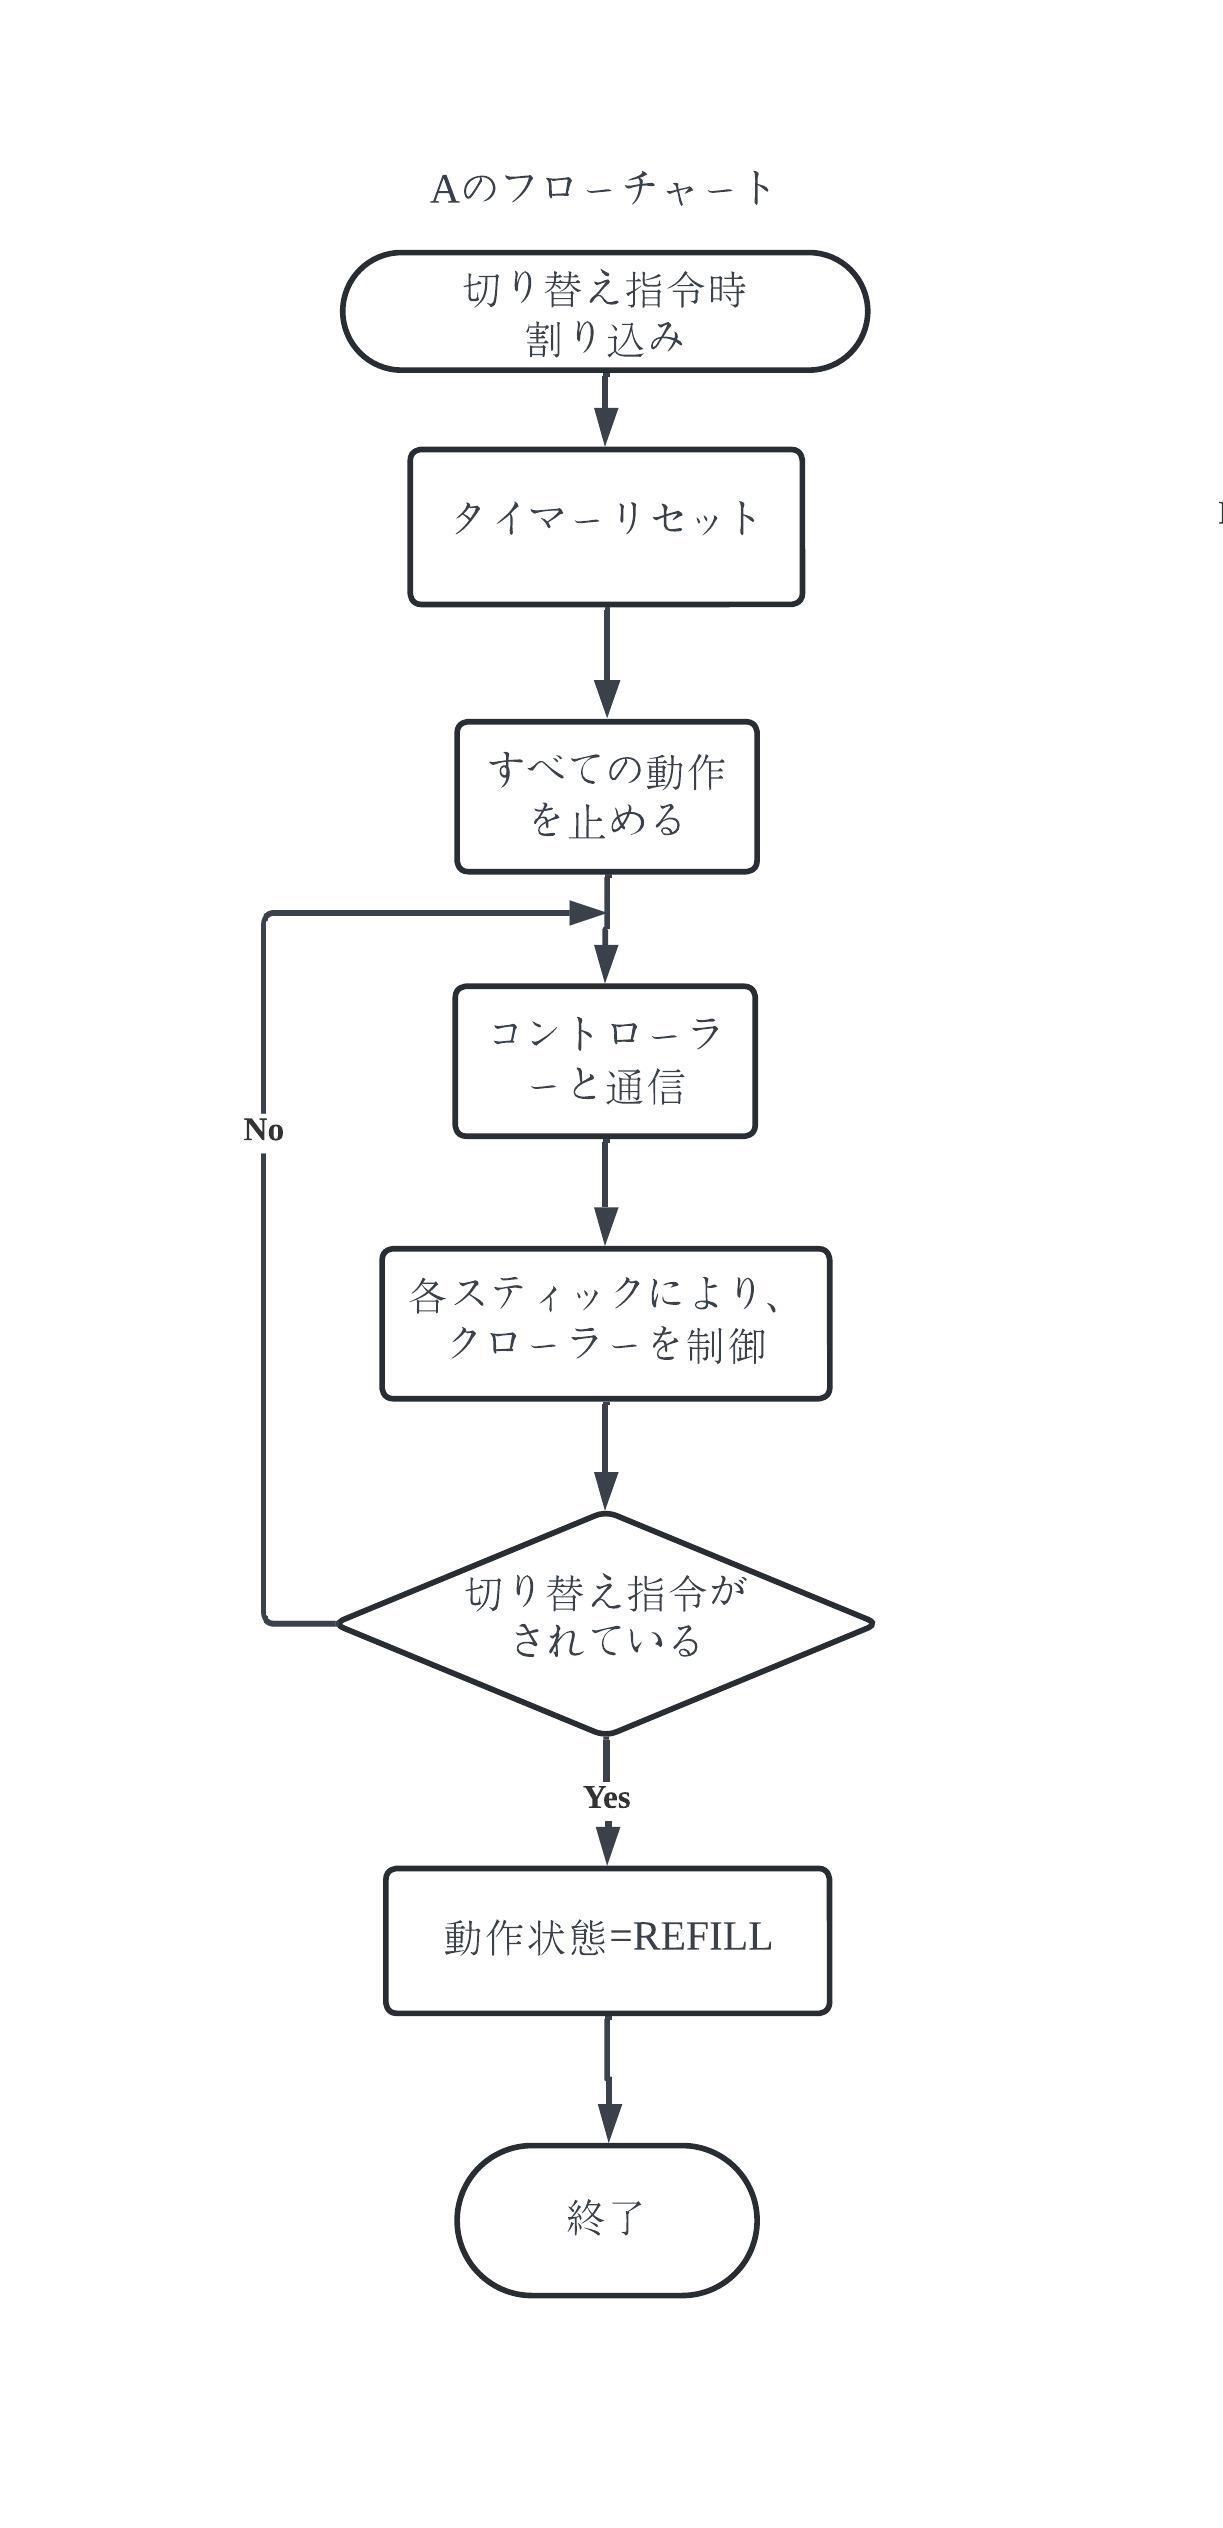 Aのフローチャート
切り替え指令時
割り込み
タイマーリセット
すべての動作
を止める
コントローラ
ーと通信
No
各スティックにより、
クローラーを制御
切り替え指令が
されている
Yes
動作状態=REFILL
終了